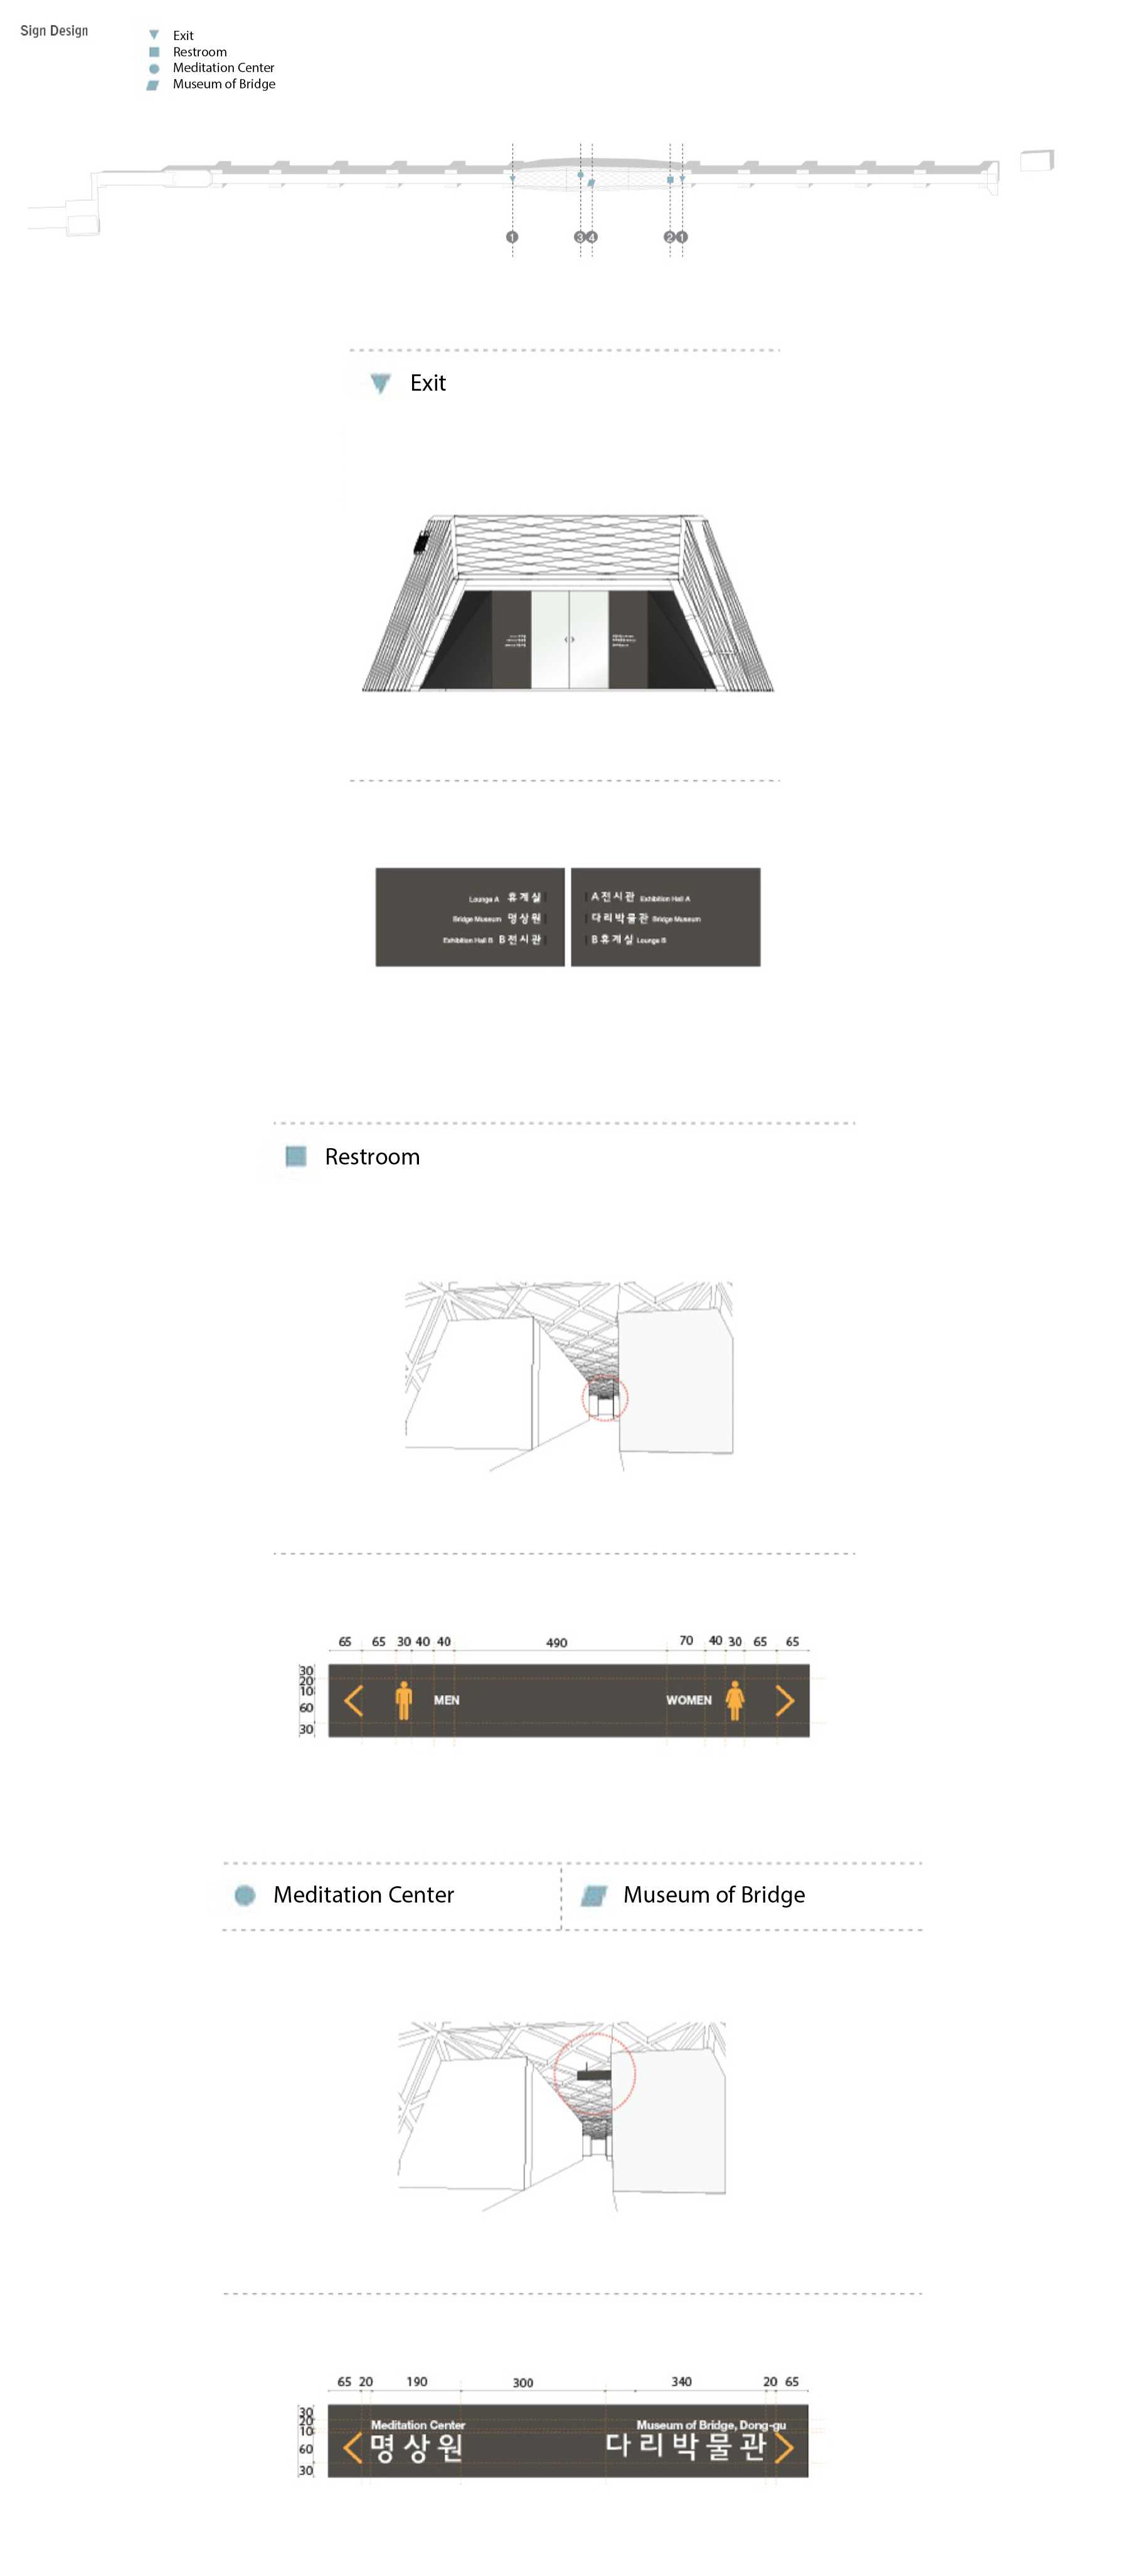 Sign Design
Exit
Restroom
Meditation Center
Museum of Bridge
1
3
4
2
1
Exit
Lounge A 휴게실
Bridge Museum 명상원
Exhibition Hall B B전시관
A전시관 Exhibition Hall A
다리박물관 Bridge Museum
B휴게실 Lounge B
Restroom
65 65 30 40 40 490 70 40 30 65 65
30
20
10
60
30
MEN WOMEN
Meditation Center
Museum of Bridge
65 20 190 300 340 20 65
30
20
10
60
30
Meditation Center Museum of Bridge, Dong-gu
명상원 다리박물관